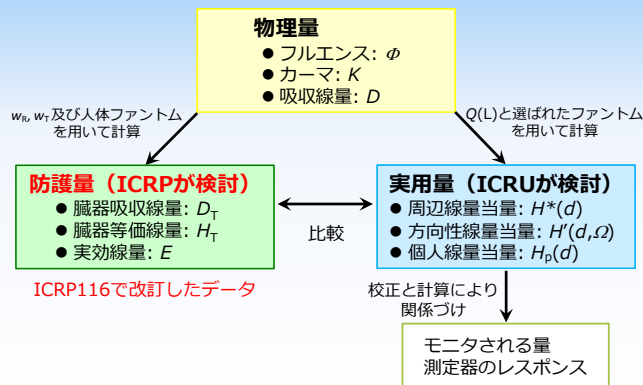 物理量
● フルエンス: Φ
● カーマ: K
● 吸収線量: D
wR, wT 及び人体ファントム
を用いて計算
Q(L)と選ばれたファントム
を用いて計算
防護量（ICRPが検討）
● 臓器吸収線量: DT
● 臓器等価線量: HT
● 実効線量: E
比較
実用量（ICRUが検討）
● 周辺線量当量: H*(d)
● 方向性線量当量: H'(d,Ω)
● 個人線量当量: Hp(d)
ICRP116で改訂したデータ
校正と計算により
関係づけ
モニタされる量
測定器のレスポンス